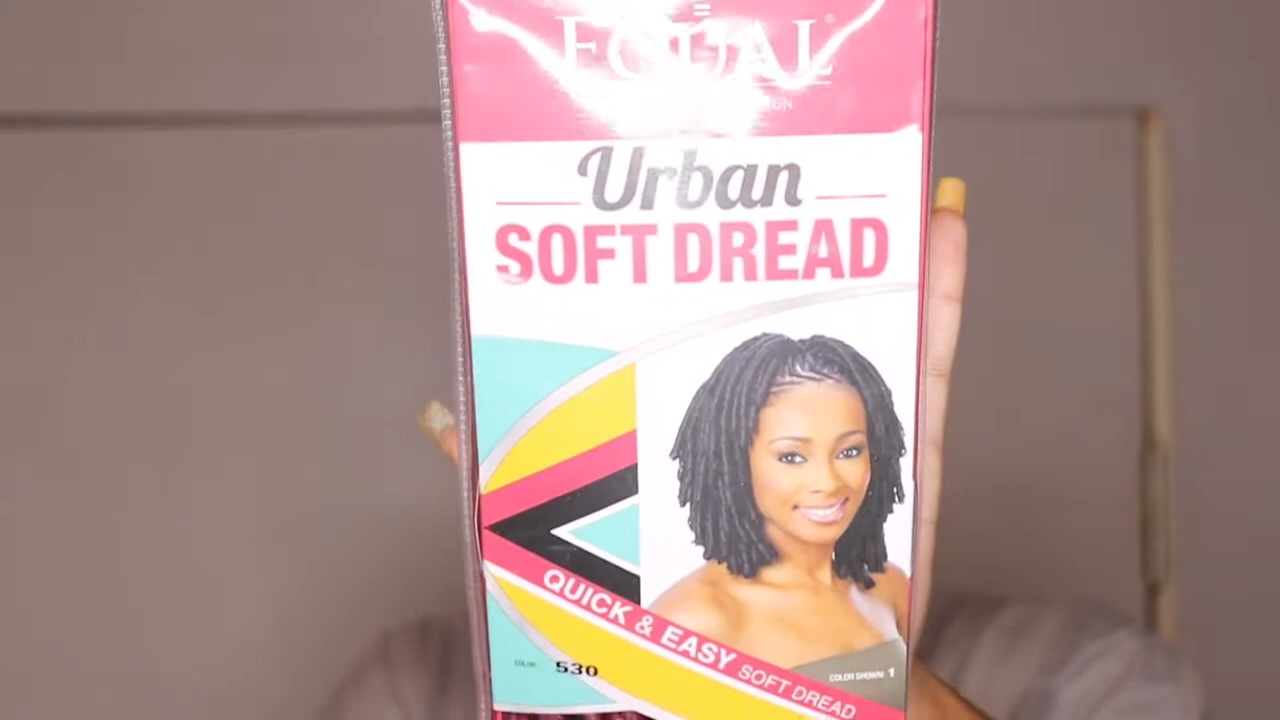 EQUAL
Urban
SOFT DREAD
QUICK & EASY SOFT DREAD
COLOR: 530
COLOR SHOWN: 1